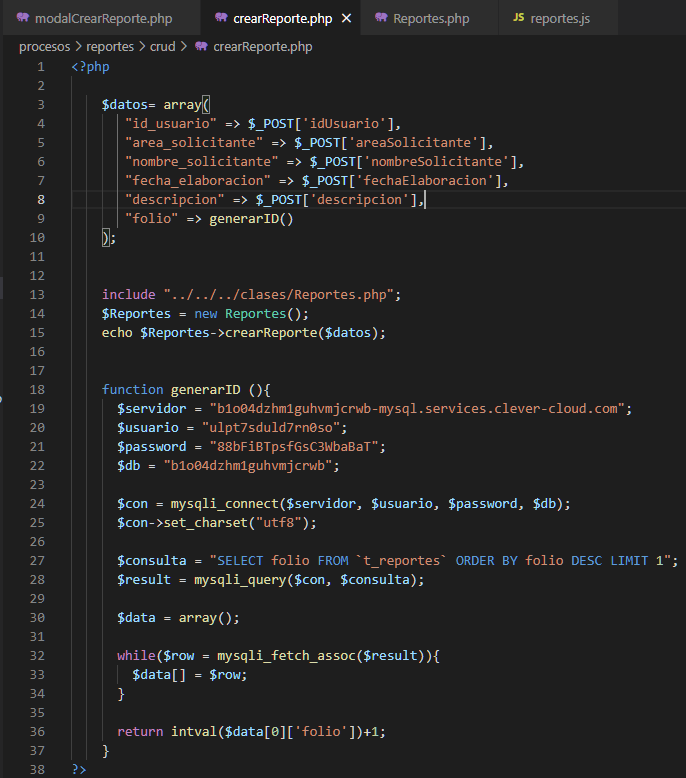 modalCrearReporte.php crearReporte.php Reportes.php JS reportes.js
procesos > reportes > crud > crearReporte.php
1 <?php
2
3 $datos= array(
4 "id_usuario" => $_POST['idUsuario'],
5 "area_solicitante" => $_POST['areaSolicitante'],
6 "nombre_solicitante" => $_POST['nombreSolicitante'],
7 "fecha_elaboracion" => $_POST['fechaElaboracion'],
8 "descripcion" => $_POST['descripcion'],
9 "folio" => generarID()
10 );
11
12
13 include "../../../clases/Reportes.php";
14 $Reportes = new Reportes();
15 echo $Reportes->crearReporte($datos);
16
17
18 function generarID (){
19 $servidor = "b1o04dzhm1guhvmjcrwb-mysql.services.clever-cloud.com";
20 $usuario = "ulpt7sduld7rn0so";
21 $password = "88bFiBTpsfGsC3WbaBaT";
22 $db = "b1o04dzhm1guhvmjcrwb";
23
24 $con = mysqli_connect($servidor, $usuario, $password, $db);
25 $con->set_charset("utf8");
26
27 $consulta = "SELECT folio FROM `t_reportes` ORDER BY folio DESC LIMIT 1";
28 $result = mysqli_query($con, $consulta);
29
30 $data = array();
31
32 while($row = mysqli_fetch_assoc($result)){
33 $data[] = $row;
34 }
35
36 return intval($data[0]['folio'])+1;
37 }
38 ?>